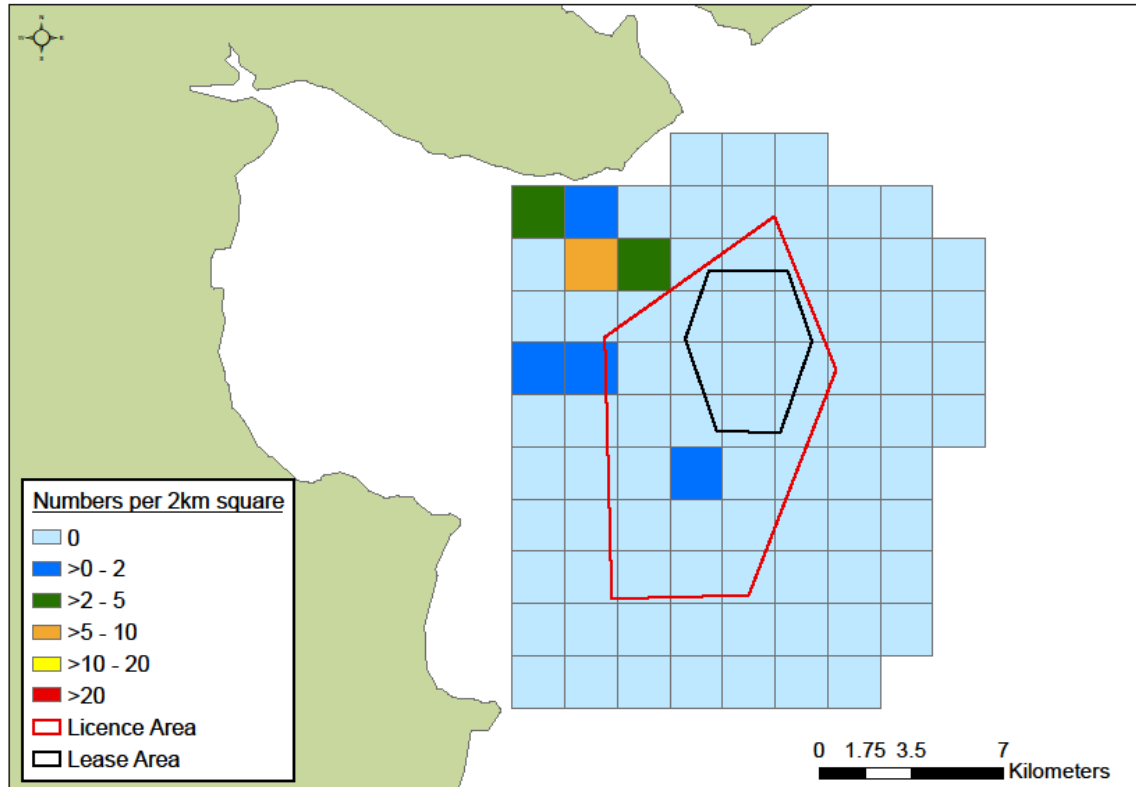 N
W E
S
Numbers per 2km square
0
>0 - 2
>2 - 5
>5 - 10
>10 - 20
>20
Licence Area
Lease Area
0 1.75 3.5 7
Kilometers